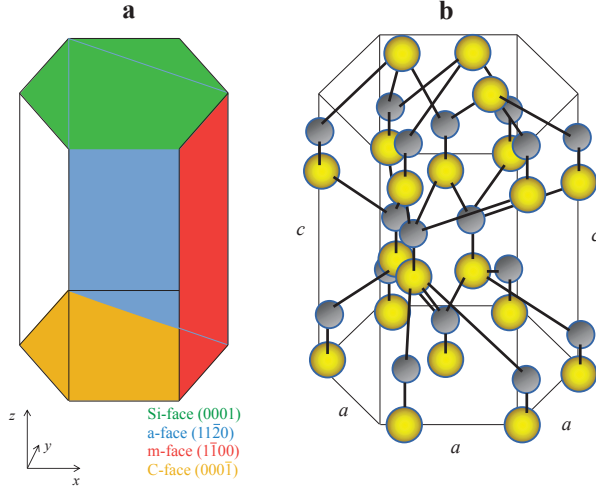 a
b
c
c
a
a
a
z
y
x
Si-face (0001)
a-face (112̄0)
m-face (11̄00)
C-face (0001̄)